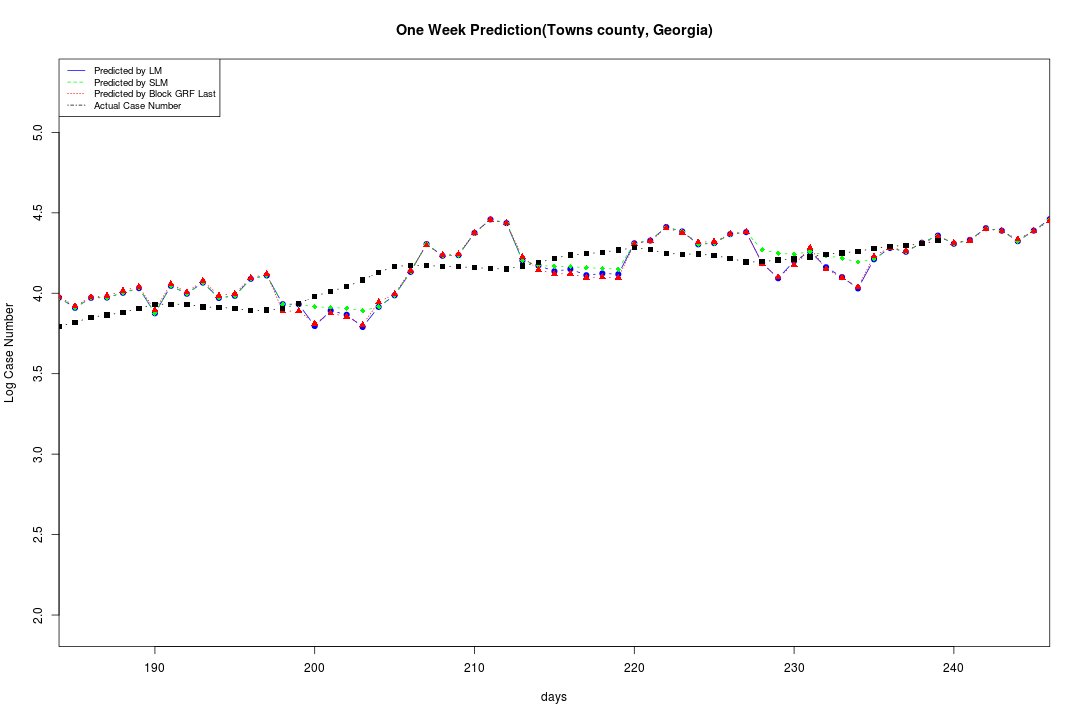 One Week Prediction(Towns county, Georgia)
Predicted by LM
Predicted by SLM
Predicted by Block GRF Last
Actual Case Number
5.0
4.5
4.0
3.5
3.0
2.5
2.0
Log Case Number
190 200 210 220 230 240
days